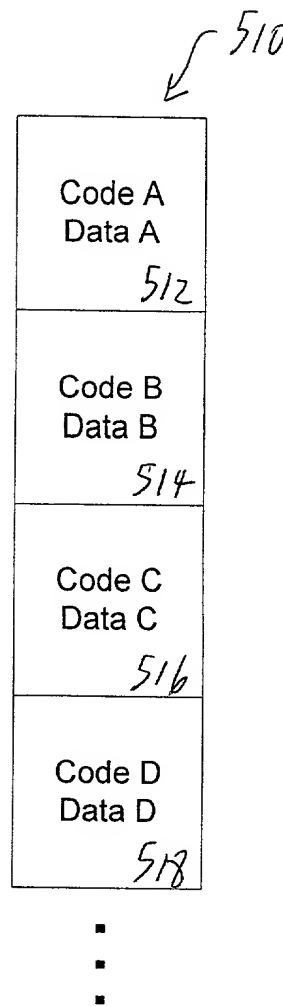 510
Code A
Data A
512
Code B
Data B
514
Code C
Data C
516
Code D
Data D
518